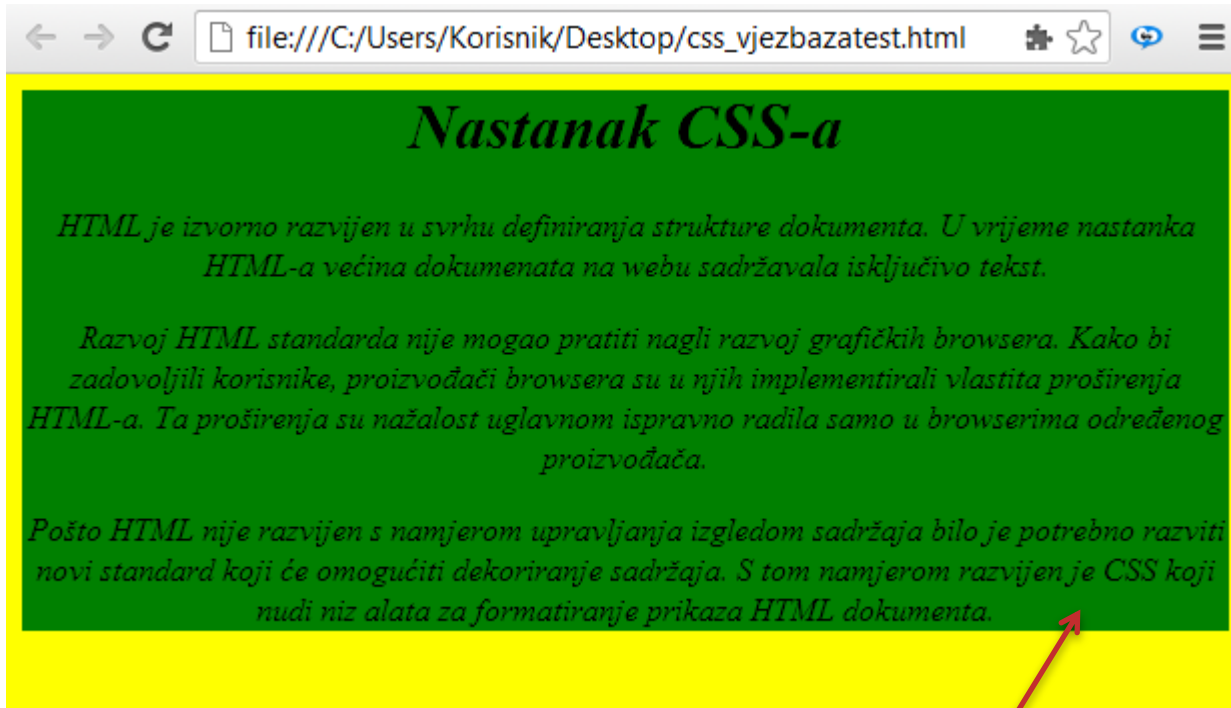 file:///C:/Users/Korisnik/Desktop/css_vjezbazatest.html
Nastanak CSS-a
HTML je izvorno razvijen u svrhu definiranja strukture dokumenta. U vrijeme nastanka
HTML-a većina dokumenata na webu sadržavala isključivo tekst.
Razvoj HTML standarda nije mogao pratiti nagli razvoj grafičkih browsera. Kako bi
zadovoljili korisnike, proizvođači browsera su u njih implementirali vlastita proširenja
HTML-a. Ta proširenja su nažalost uglavnom ispravno radila samo u browserima određenog
proizvođača.
Pošto HTML nije razvijen s namjerom upravljanja izgledom sadržaja bilo je potrebno razviti
novi standard koji će omogućiti dekoriranje sadržaja. S tom namjerom razvijen je CSS koji
nudi niz alata za formatiranje prikaza HTML dokumenta.